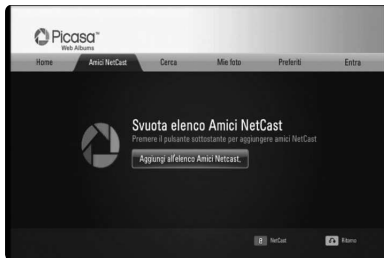 Picasa™
Web Albums
Home Amici NetCast Cerca Mie foto Preferiti Entra
Svuota elenco Amici NetCast
Premere il pulsante sottostante per aggiungere amici NetCast
Aggiungi all'elenco Amici Netcast.
NetCast Ritorno